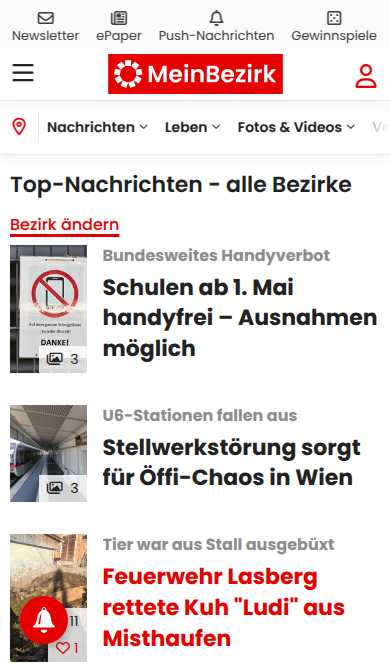 Newsletter ePaper Push-Nachrichten Gewinnspiele
MeinBezirk
Nachrichten Leben Fotos & Videos
Top-Nachrichten - alle Bezirke
Bezirk ändern
Bundesweites Handyverbot
Schulen ab 1. Mai
handyfrei – Ausnahmen
möglich
DANKE!
3
U6-Stationen fallen aus
Stellwerkstörung sorgt
für Öffi-Chaos in Wien
3
Tier war aus Stall ausgebüxt
Feuerwehr Lasberg
rettete Kuh "Ludi" aus
Misthaufen
11
1